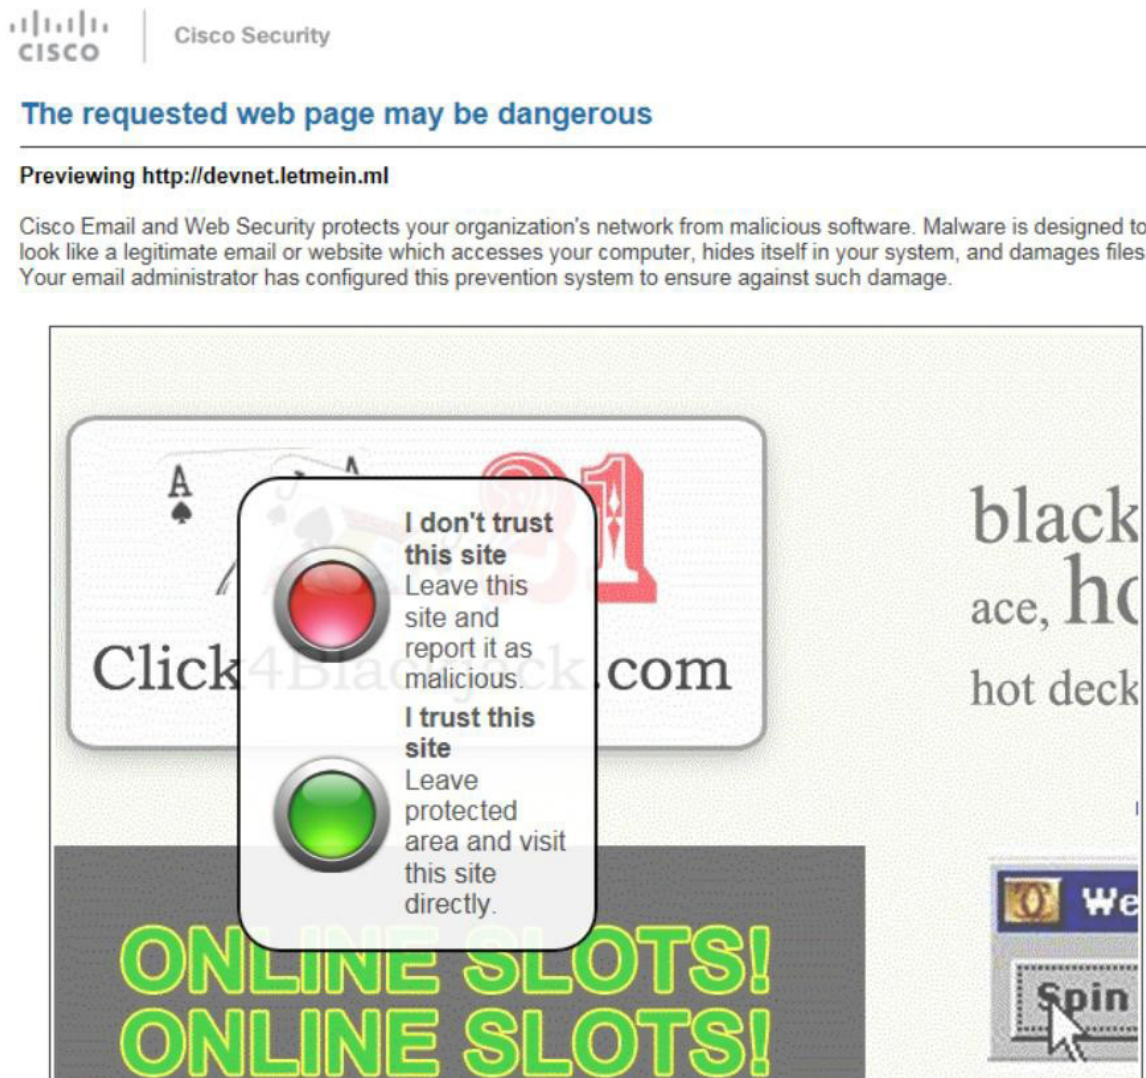 CISCO
Cisco Security
The requested web page may be dangerous
Previewing http://devnet.letmein.ml
Cisco Email and Web Security protects your organization's network from malicious software. Malware is designed to
look like a legitimate email or website which accesses your computer, hides itself in your system, and damages files
Your email administrator has configured this prevention system to ensure against such damage.
A
21
Click4Blackjack.com
I don't trust
this site
Leave this
site and
report it as
malicious.
I trust this
site
Leave
protected
area and visit
this site
directly.
black
ace, ho
hot deck
ONLINE SLOTS!
ONLINE SLOTS!
We
Spin